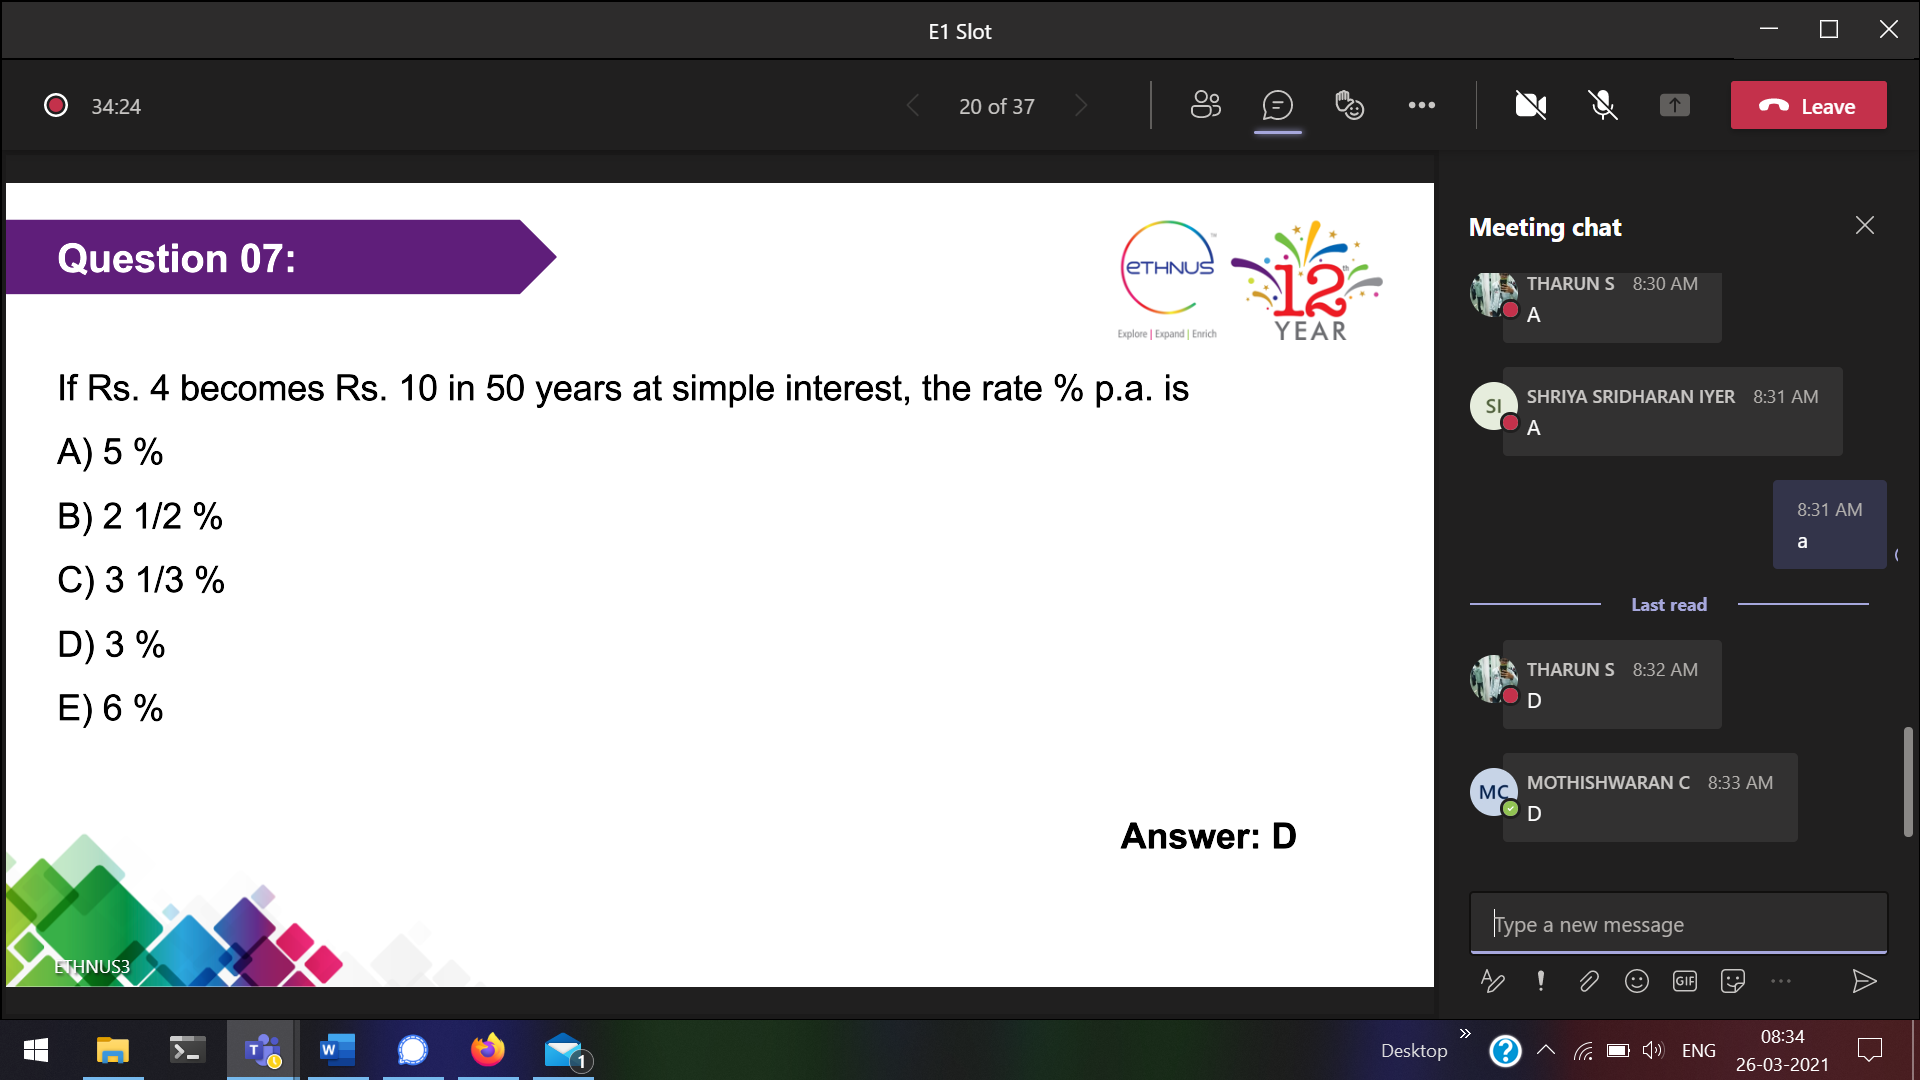 E1 Slot
34:24
20 of 37
Leave
Question 07:
ETHNUS
Explore | Expand | Enrich
12th
YEAR
If Rs. 4 becomes Rs. 10 in 50 years at simple interest, the rate % p.a. is
A) 5 %
B) 2 1/2 %
C) 3 1/3 %
D) 3 %
E) 6 %
Answer: D
ETHNUS3
Meeting chat
THARUN S 8:30 AM
A
SI
SHRIYA SRIDHARAN IYER 8:31 AM
A
8:31 AM
a
Last read
THARUN S 8:32 AM
D
MC
MOTHISHWARAN C 8:33 AM
D
Type a new message
GIF
1
Desktop
ENG
08:34
26-03-2021